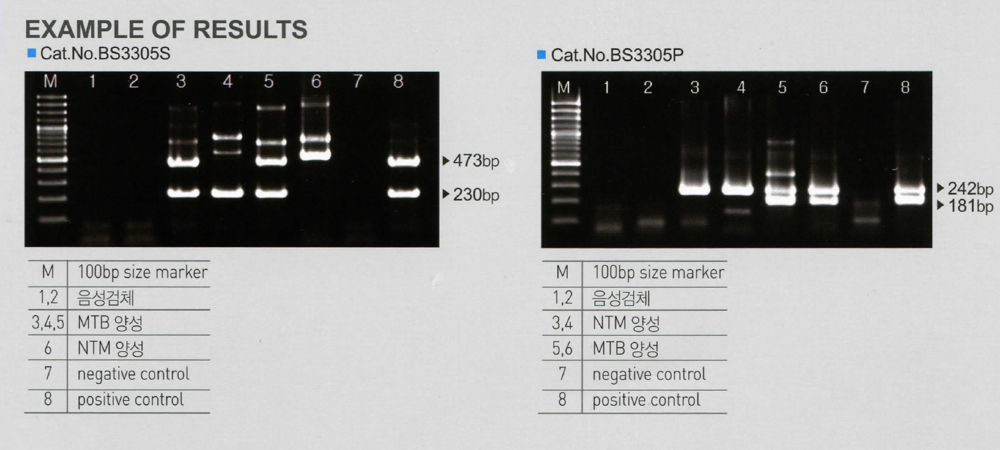 EXAMPLE OF RESULTS
Cat.No.BS3305S
M 1 2 3 4 5 6 7 8
473bp
230bp
M 100bp size marker
1,2 음성검체
3,4,5 MTB 양성
6 NTM 양성
7 negative control
8 positive control
Cat.No.BS3305P
M 1 2 3 4 5 6 7 8
242bp
181bp
M 100bp size marker
1,2 음성검체
3,4 NTM 양성
5,6 MTB 양성
7 negative control
8 positive control